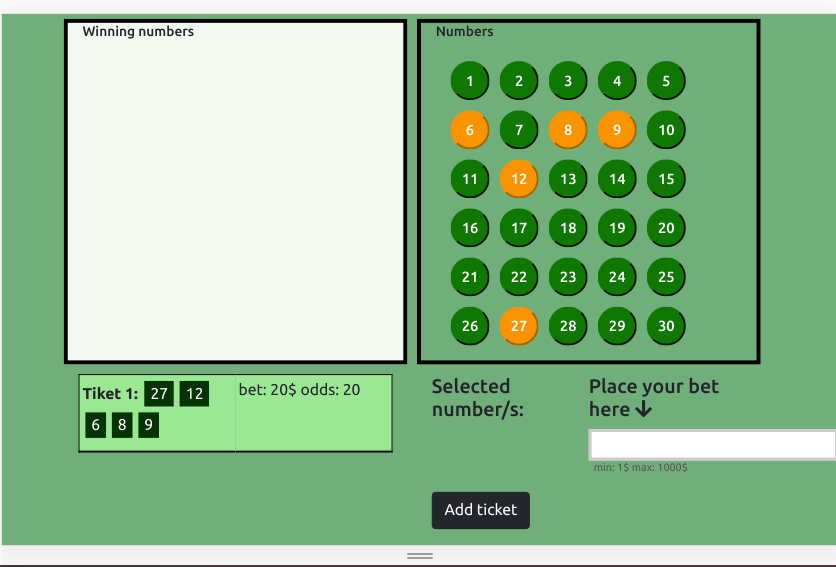 Winning numbers
Numbers
1 2 3 4 5
6 7 8 9 10
11 12 13 14 15
16 17 18 19 20
21 22 23 24 25
26 27 28 29 30
Tiket 1: 27 12
6 8 9
bet: 20$ odds: 20
Selected
number/s:
Place your bet
here
min: 1$ max: 1000$
Add ticket